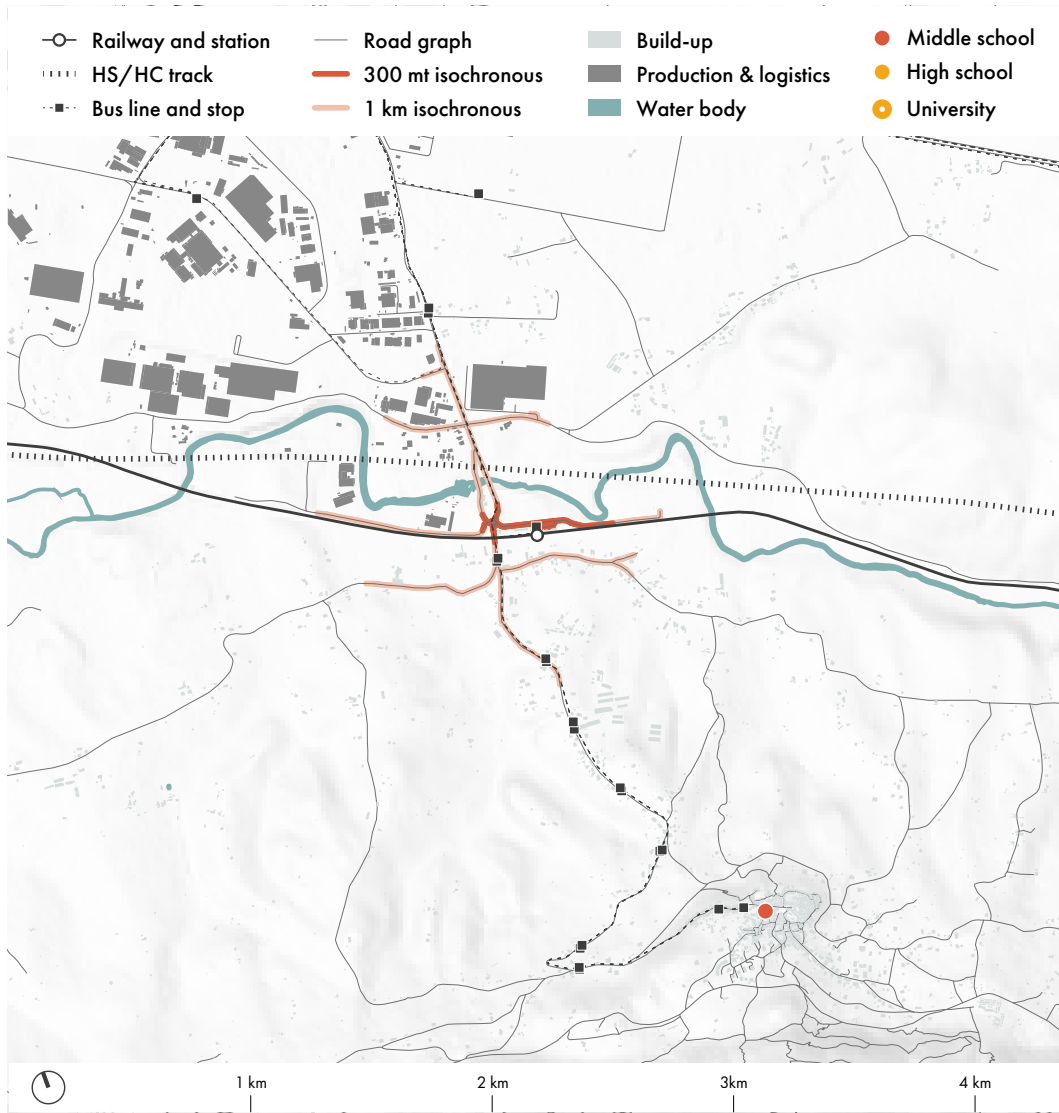 Railway and station
HS/HC track
Bus line and stop
Road graph
300 mt isochronous
1 km isochronous
Build-up
Production & logistics
Water body
Middle school
High school
University
1 km
2 km
3km
4 km